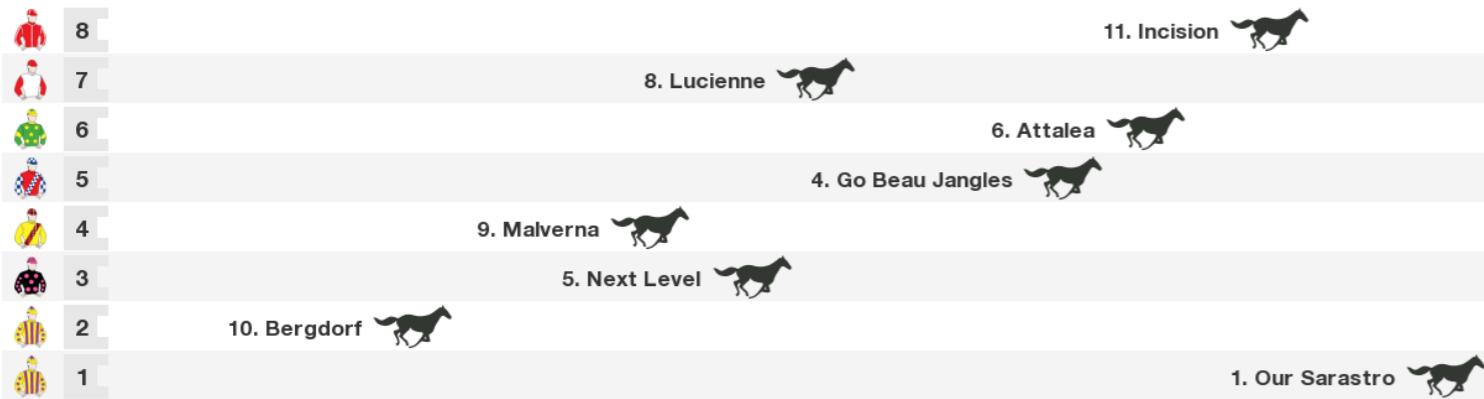 8 11. Incision
7 8. Lucienne
6 6. Attalea
5 4. Go Beau Jangles
4 9. Malverna
3 5. Next Level
2 10. Bergdorf
1 1. Our Sarastro